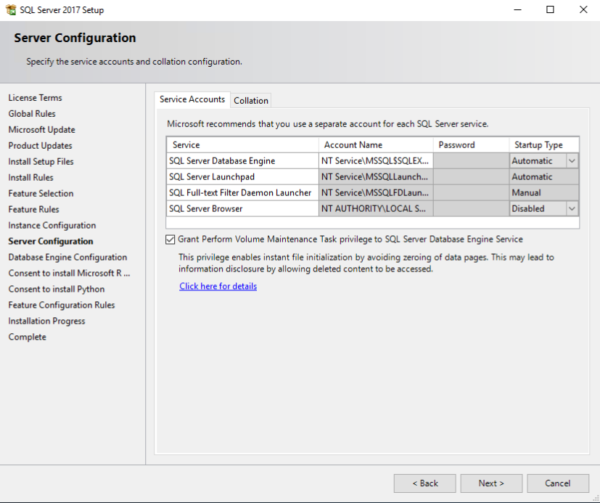 SQL Server 2017 Setup
Server Configuration
Specify the service accounts and collation configuration.
License Terms
Global Rules
Microsoft Update
Product Updates
Install Setup Files
Install Rules
Feature Selection
Feature Rules
Instance Configuration
Server Configuration
Database Engine Configuration
Consent to install Microsoft R ...
Consent to install Python
Feature Configuration Rules
Installation Progress
Complete
Service Accounts Collation
Microsoft recommends that you use a separate account for each SQL Server service.
Service Account Name Password Startup Type
SQL Server Database Engine NT Service\MSSQL$SQLEX... Automatic
SQL Server Launchpad NT Service\MSSQLLaunch... Automatic
SQL Full-text Filter Daemon Launcher NT Service\MSSQLFDLaun... Manual
SQL Server Browser NT AUTHORITY\LOCAL S... Disabled
Grant Perform Volume Maintenance Task privilege to SQL Server Database Engine Service
This privilege enables instant file initialization by avoiding zeroing of data pages. This may lead to
information disclosure by allowing deleted content to be accessed.
Click here for details
< Back Next > Cancel